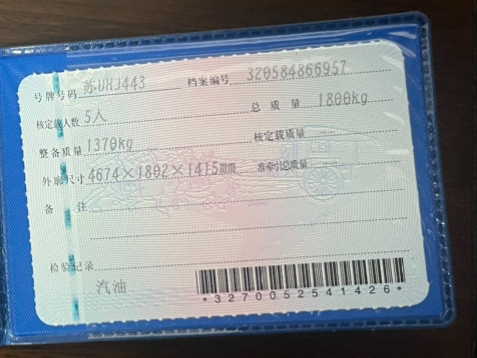 号牌号码 苏UHJ443 档案编号 320584866957
核定载人数 5人 总质量 1800kg
整备质量 1370kg 核定载质量 --
外廓尺寸 4674×1802×1415mm 准牵引总质量 --
备注
检验记录
汽油
*3270052541426*